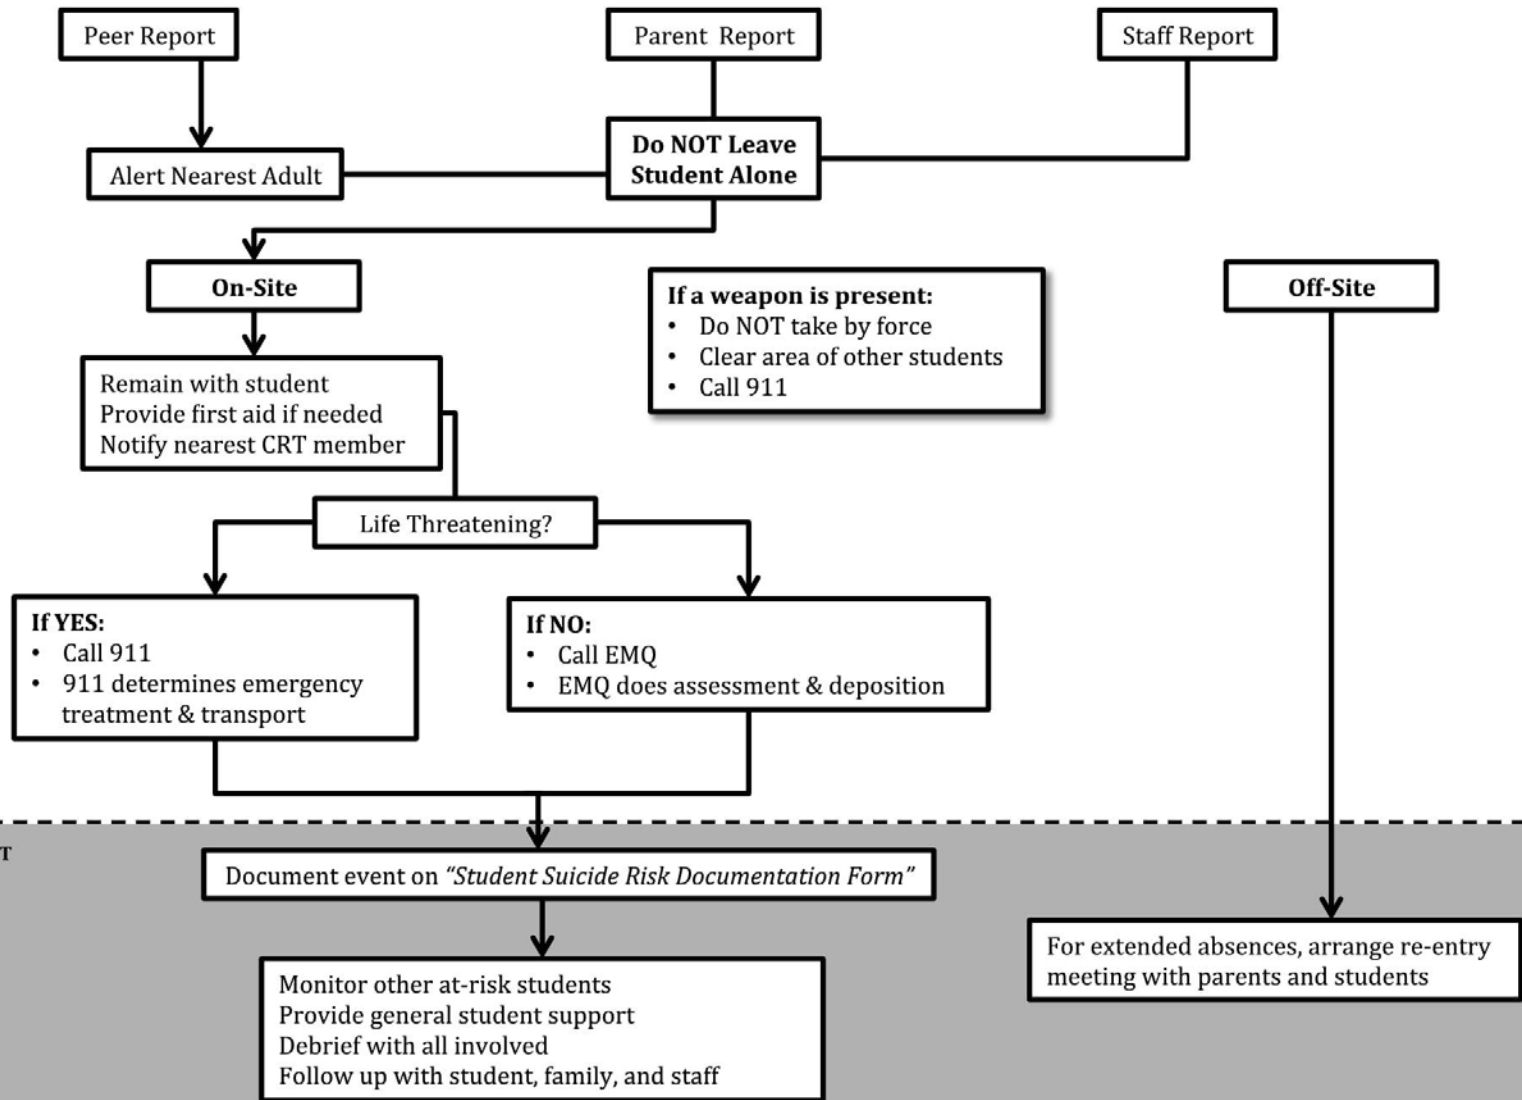 Peer Report
Parent Report
Staff Report
Do NOT Leave
Student Alone
Alert Nearest Adult
On-Site
If a weapon is present:
• Do NOT take by force
• Clear area of other students
• Call 911
Off-Site
Remain with student
Provide first aid if needed
Notify nearest CRT member
Life Threatening?
If YES:
• Call 911
• 911 determines emergency
treatment & transport
If NO:
• Call EMQ
• EMQ does assessment & deposition
T
Document event on “Student Suicide Risk Documentation Form”
For extended absences, arrange re-entry
meeting with parents and students
Monitor other at-risk students
Provide general student support
Debrief with all involved
Follow up with student, family, and staff